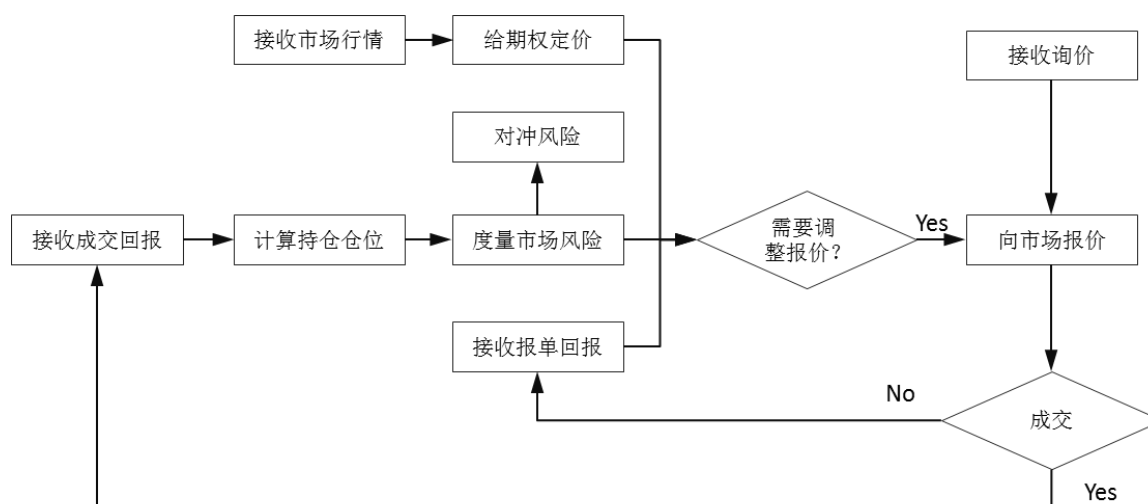 接收市场行情
给期权定价
接收询价
对冲风险
接收成交回报
计算持仓仓位
度量市场风险
需要调
整报价？
Yes
向市场报价
接收报单回报
No
成交
Yes